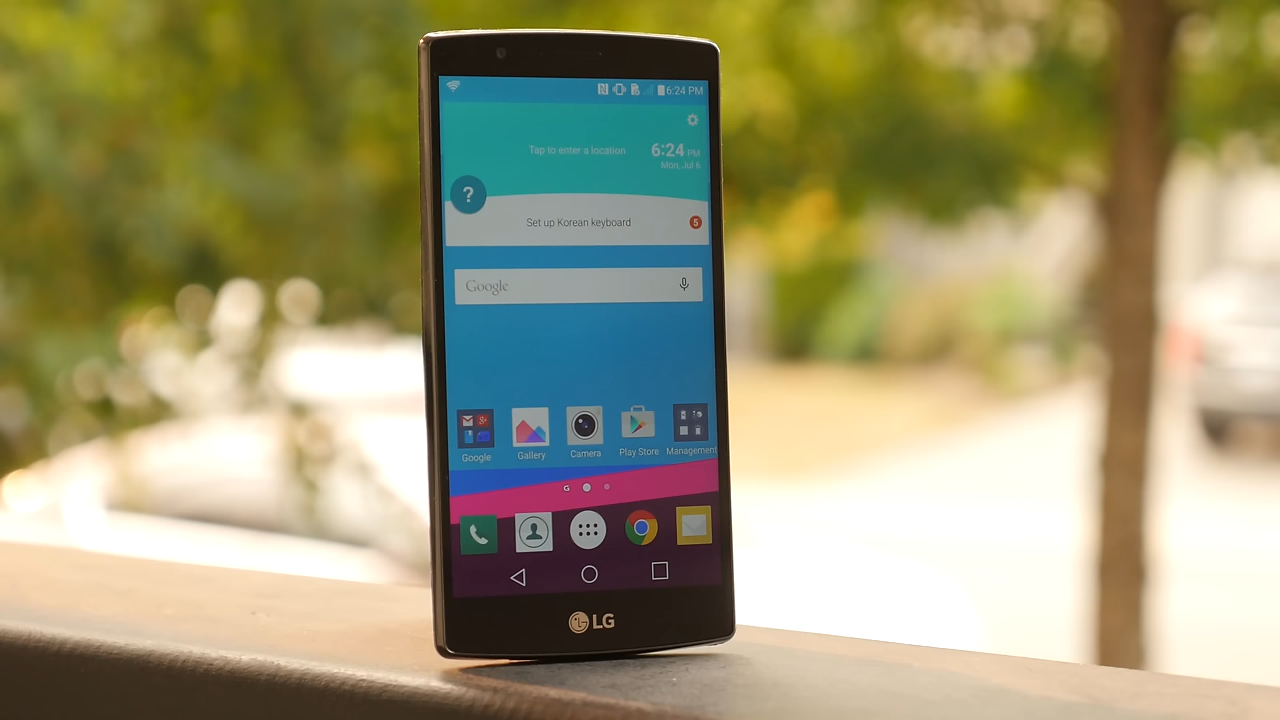 6:24 PM
Tap to enter a location
6:24 PM
Mon, Jul 6
?
Set up Korean keyboard
5
Google
Google
Gallery
Camera
Play Store
Management
G
LG